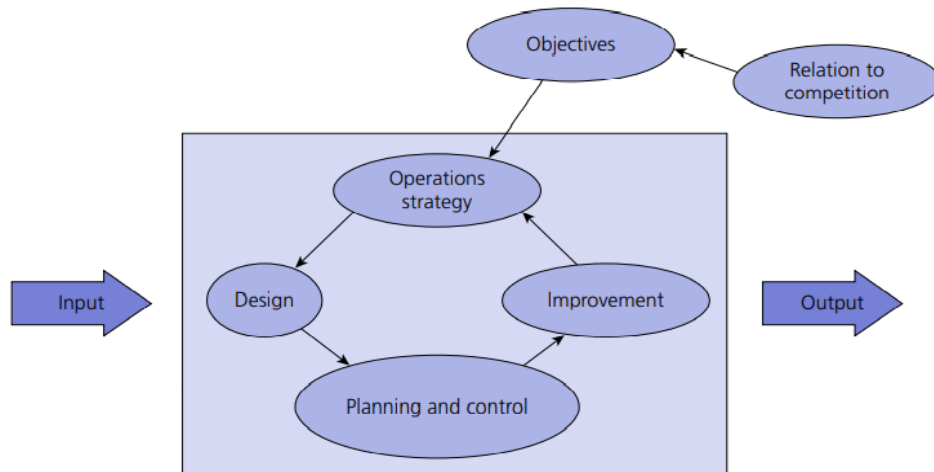 Objectives
Relation to
competition
Operations
strategy
Input
Design
Improvement
Output
Planning and control